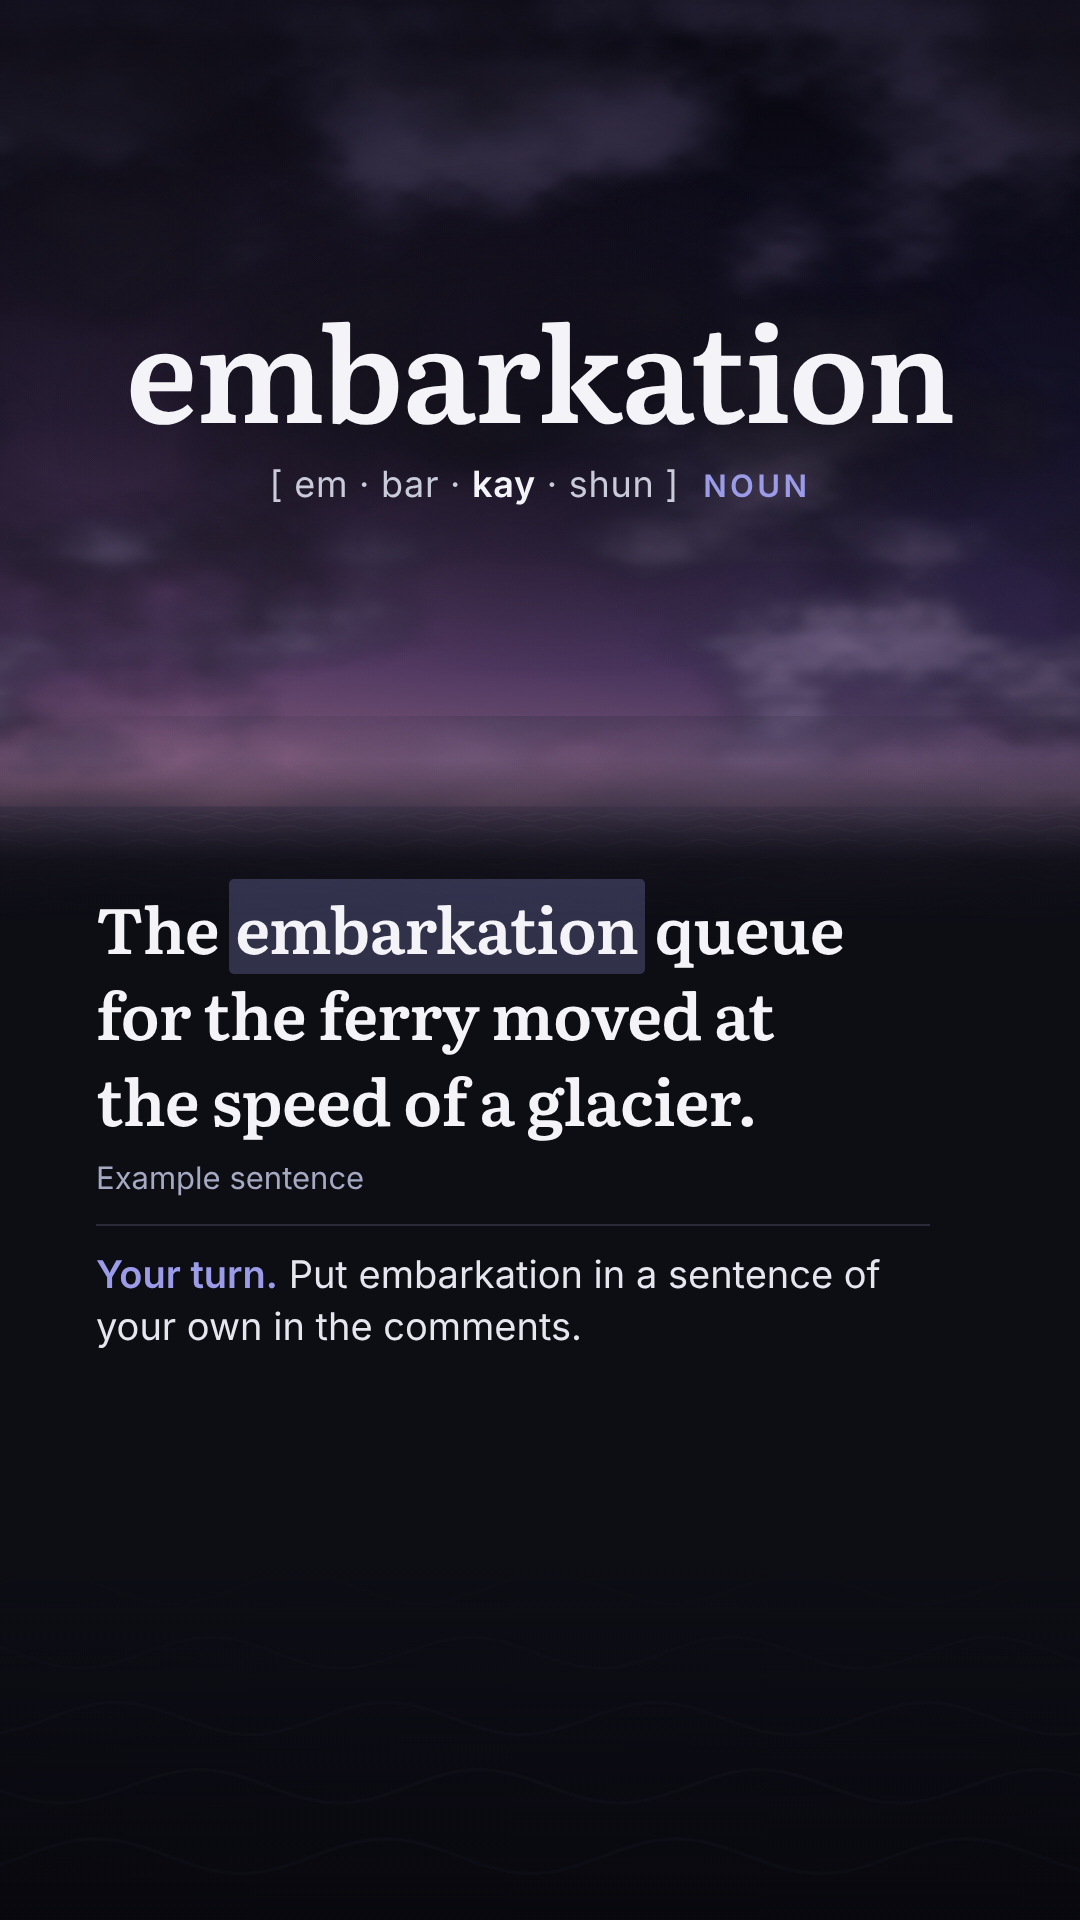 embarkation
[ em · bar · kay · shun ] NOUN
The embarkation queue
for the ferry moved at
the speed of a glacier.
Example sentence
Your turn. Put embarkation in a sentence of
your own in the comments.